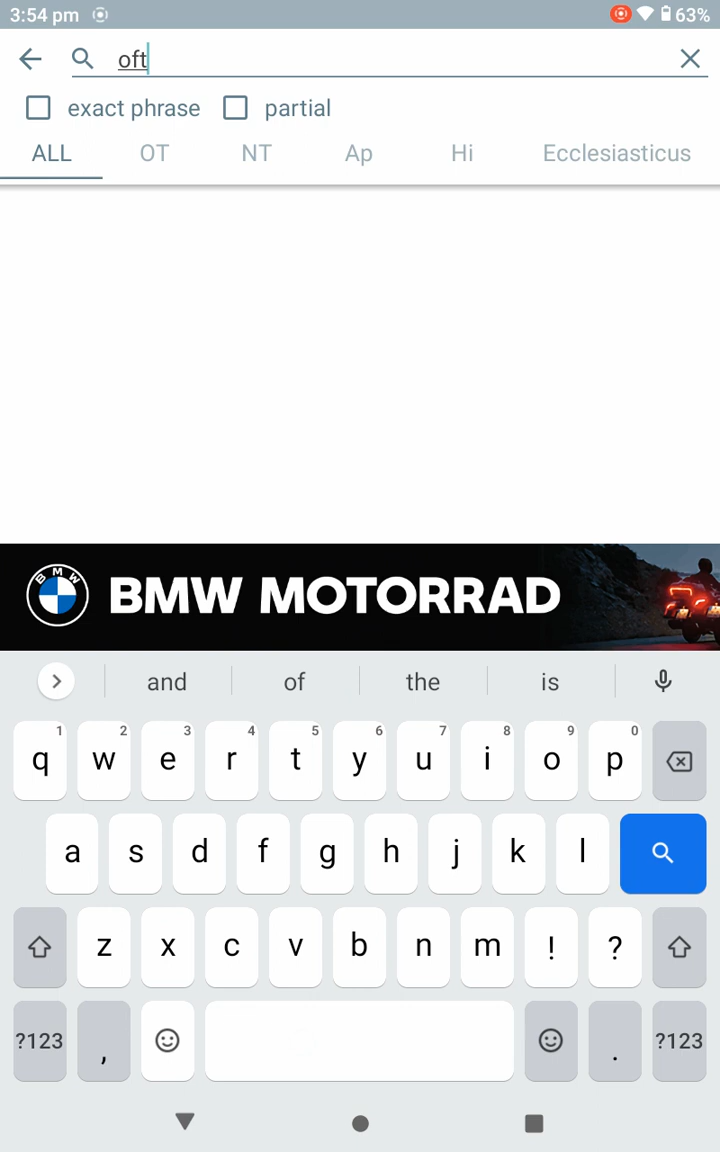 3:54 pm 63%
oft
exact phrase partial
ALL OT NT Ap Hi Ecclesiasticus
BMW BMW MOTORRAD
and of the is
1 2 3 4 5 6 7 8 9 0
q w e r t y u i o p
a s d f g h j k l
z x c v b n m ! ?
?123 , . ?123